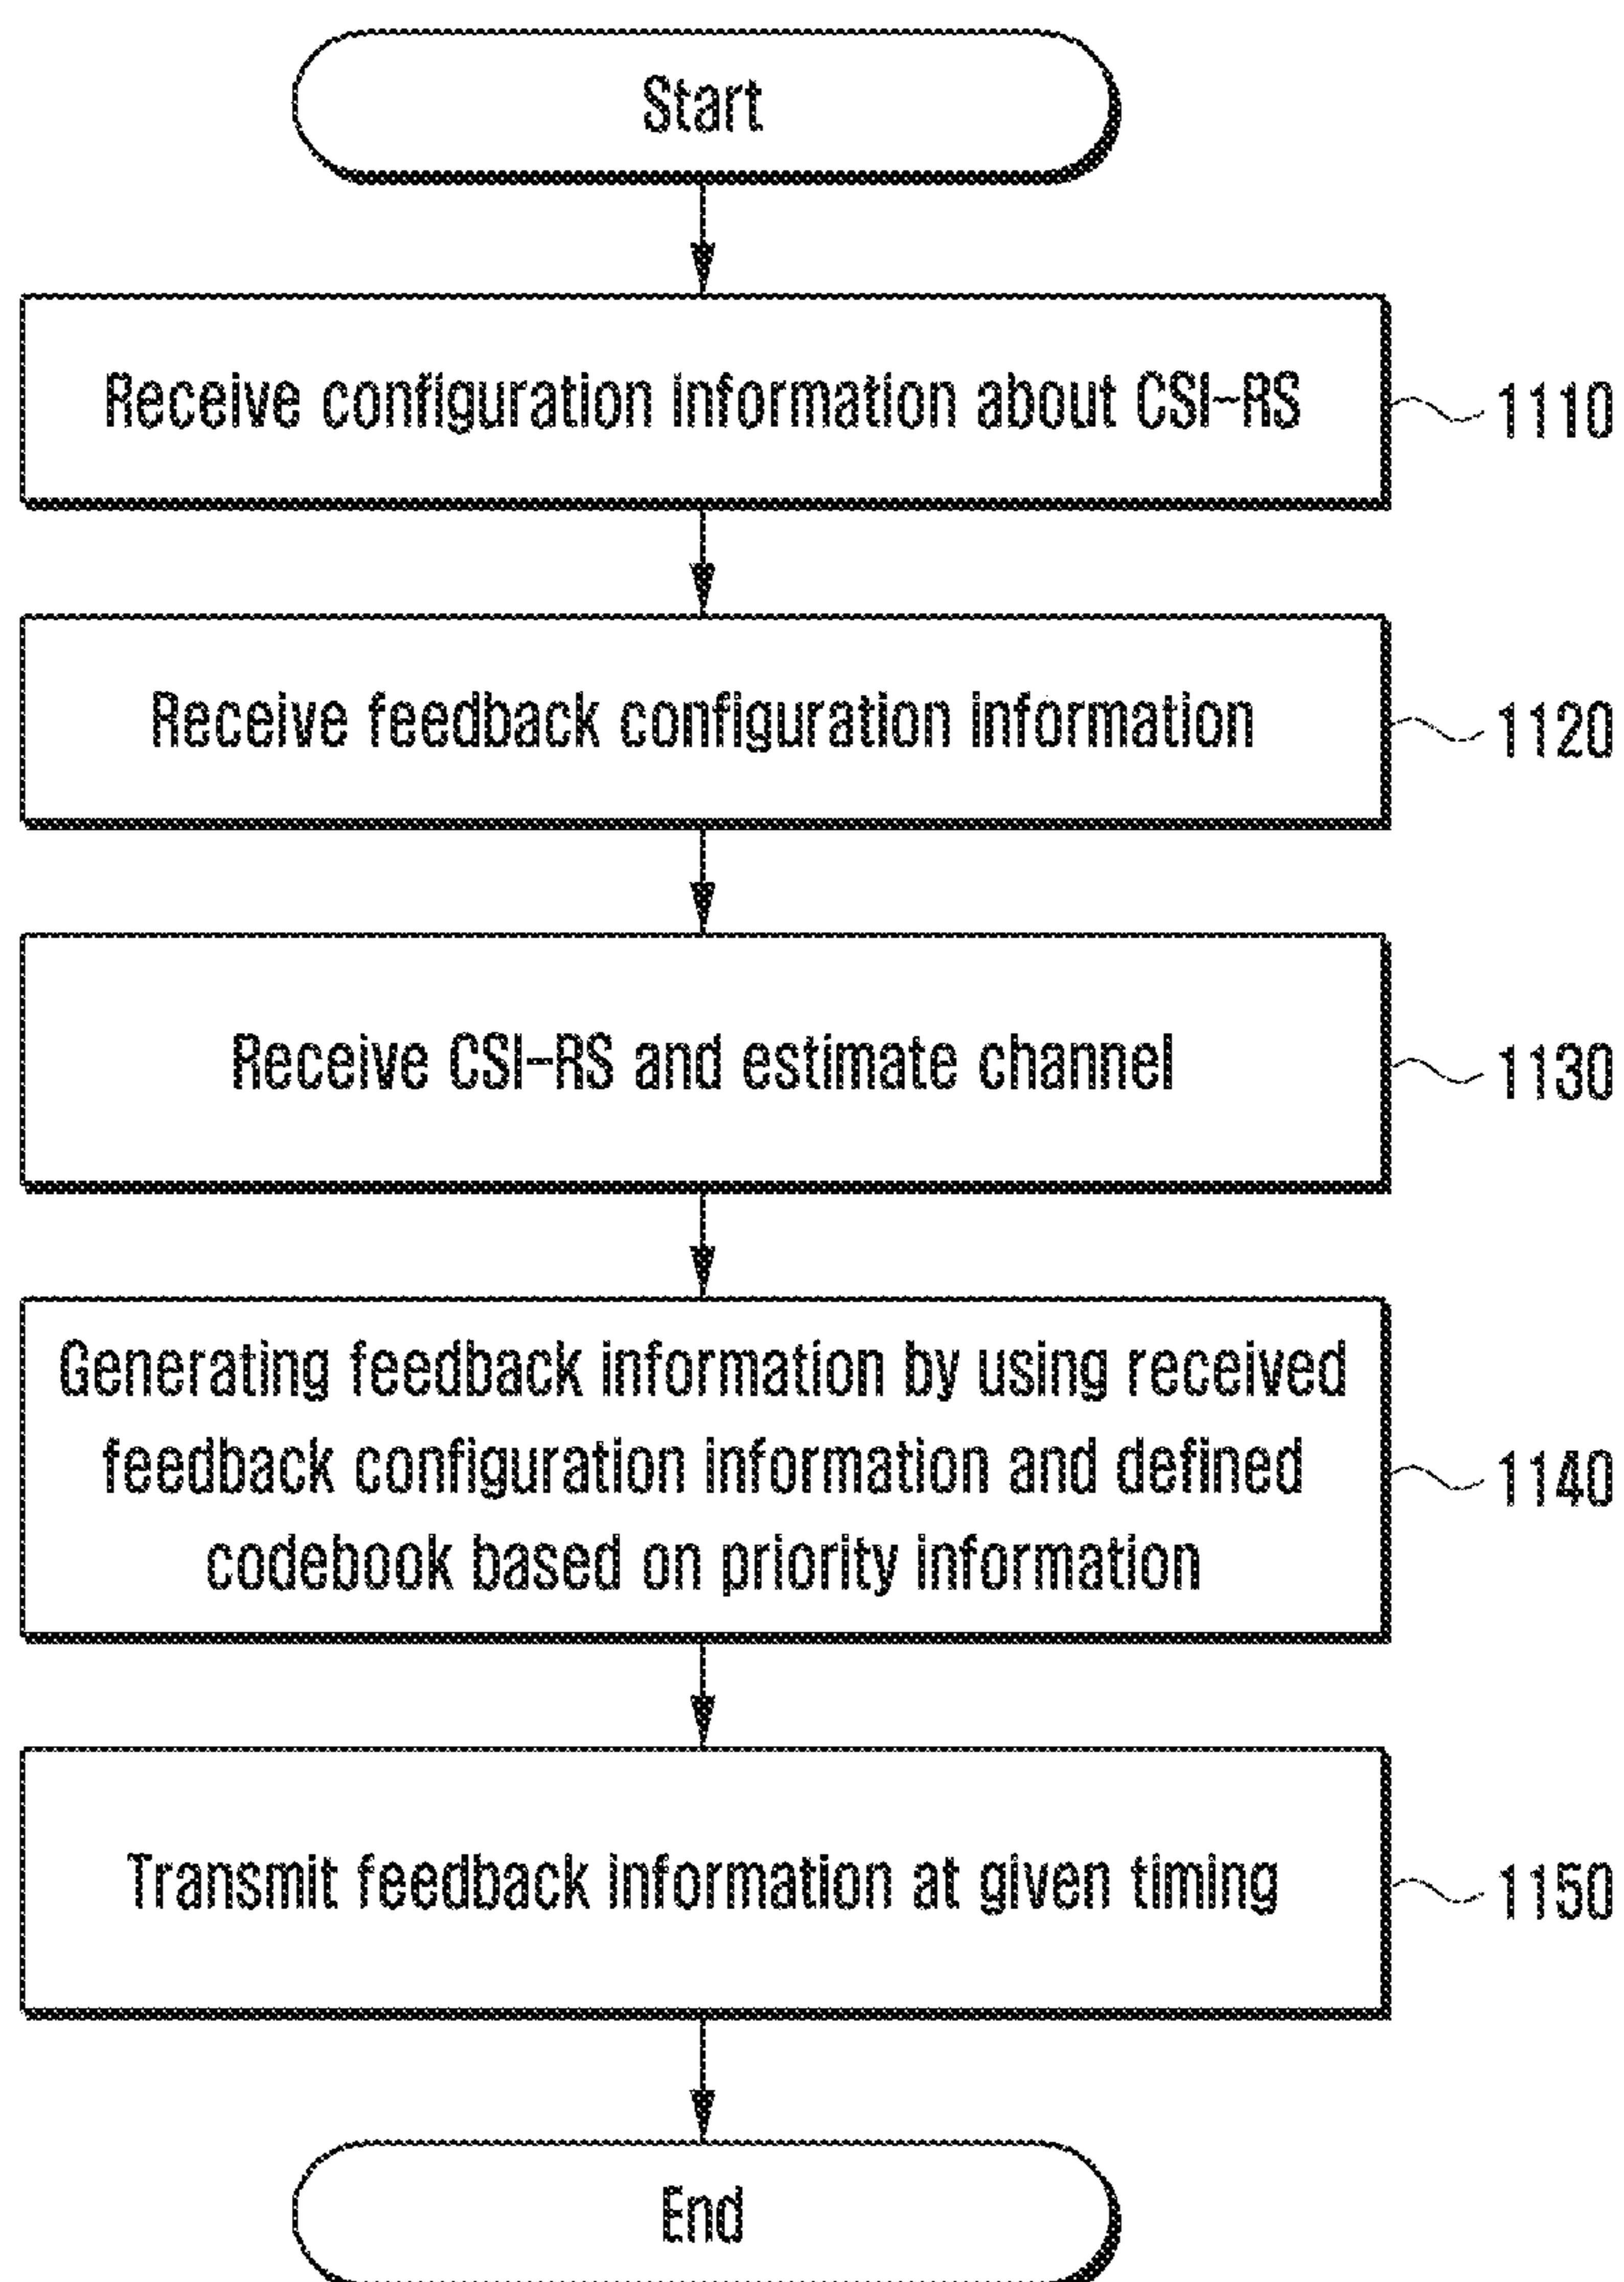 Start
Receive configuration information about CSI-RS
1110
Receive feedback configuration information
1120
Receive CSI-RS and estimate channel
1130
Generating feedback information by using received
feedback configuration information and defined
codebook based on priority information
1140
Transmit feedback information at given timing
1150
End